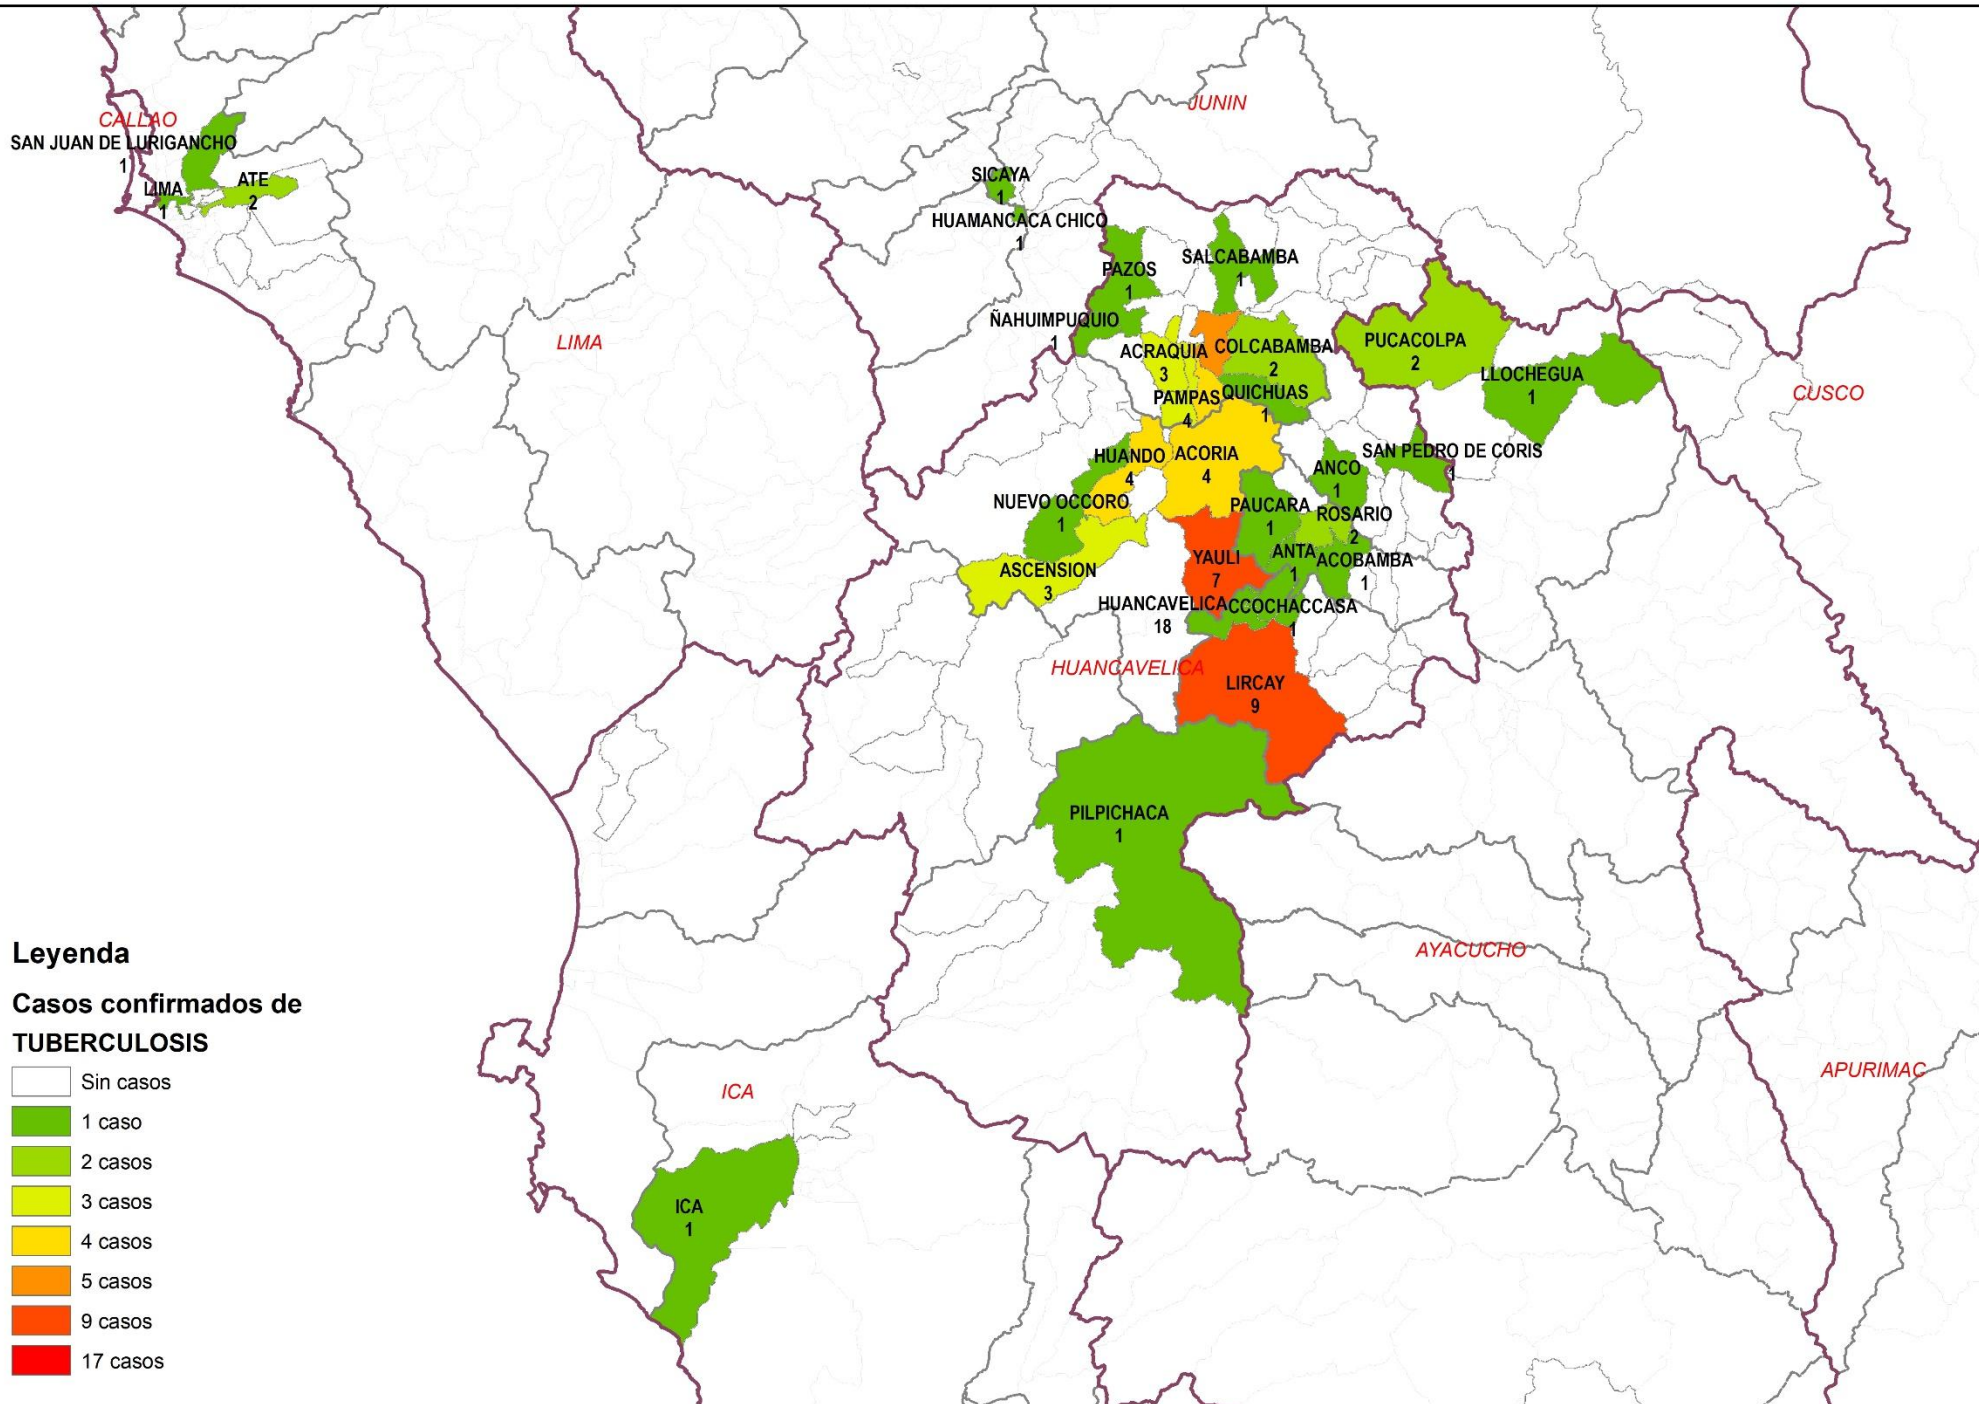 JUNIN
CALLAO
SAN JUAN DE LURIGANCHO
1
LIMA
1
ATE
2
SICAYA
1
HUAMANCACA CHICO
1
PAZOS
1
SALCABAMBA
1
ÑAHUIMPUQUIO
1
LIMA
ACRAQUIA
3
COLCABAMBA
2
PUCACOLPA
2
LLOCHEGUA
1
CUSCO
PAMPAS
4
QUICHUAS
1
HUANDO
4
ACORIA
4
ANCO
1
SAN PEDRO DE CORIS
1
NUEVO OCCORO
1
PAUCARA
1
ROSARIO
2
ASCENSION
3
YAULI
7
ANTA
1
ACOBAMBA
1
HUANCAVELICA
18
CCOCHACCASA
1
HUANCAVELICA
LIRCAY
9
PILPICHACA
1
AYACUCHO
APURIMAC
ICA
ICA
1
Leyenda
Casos confirmados de
TUBERCULOSIS
Sin casos
1 caso
2 casos
3 casos
4 casos
5 casos
9 casos
17 casos